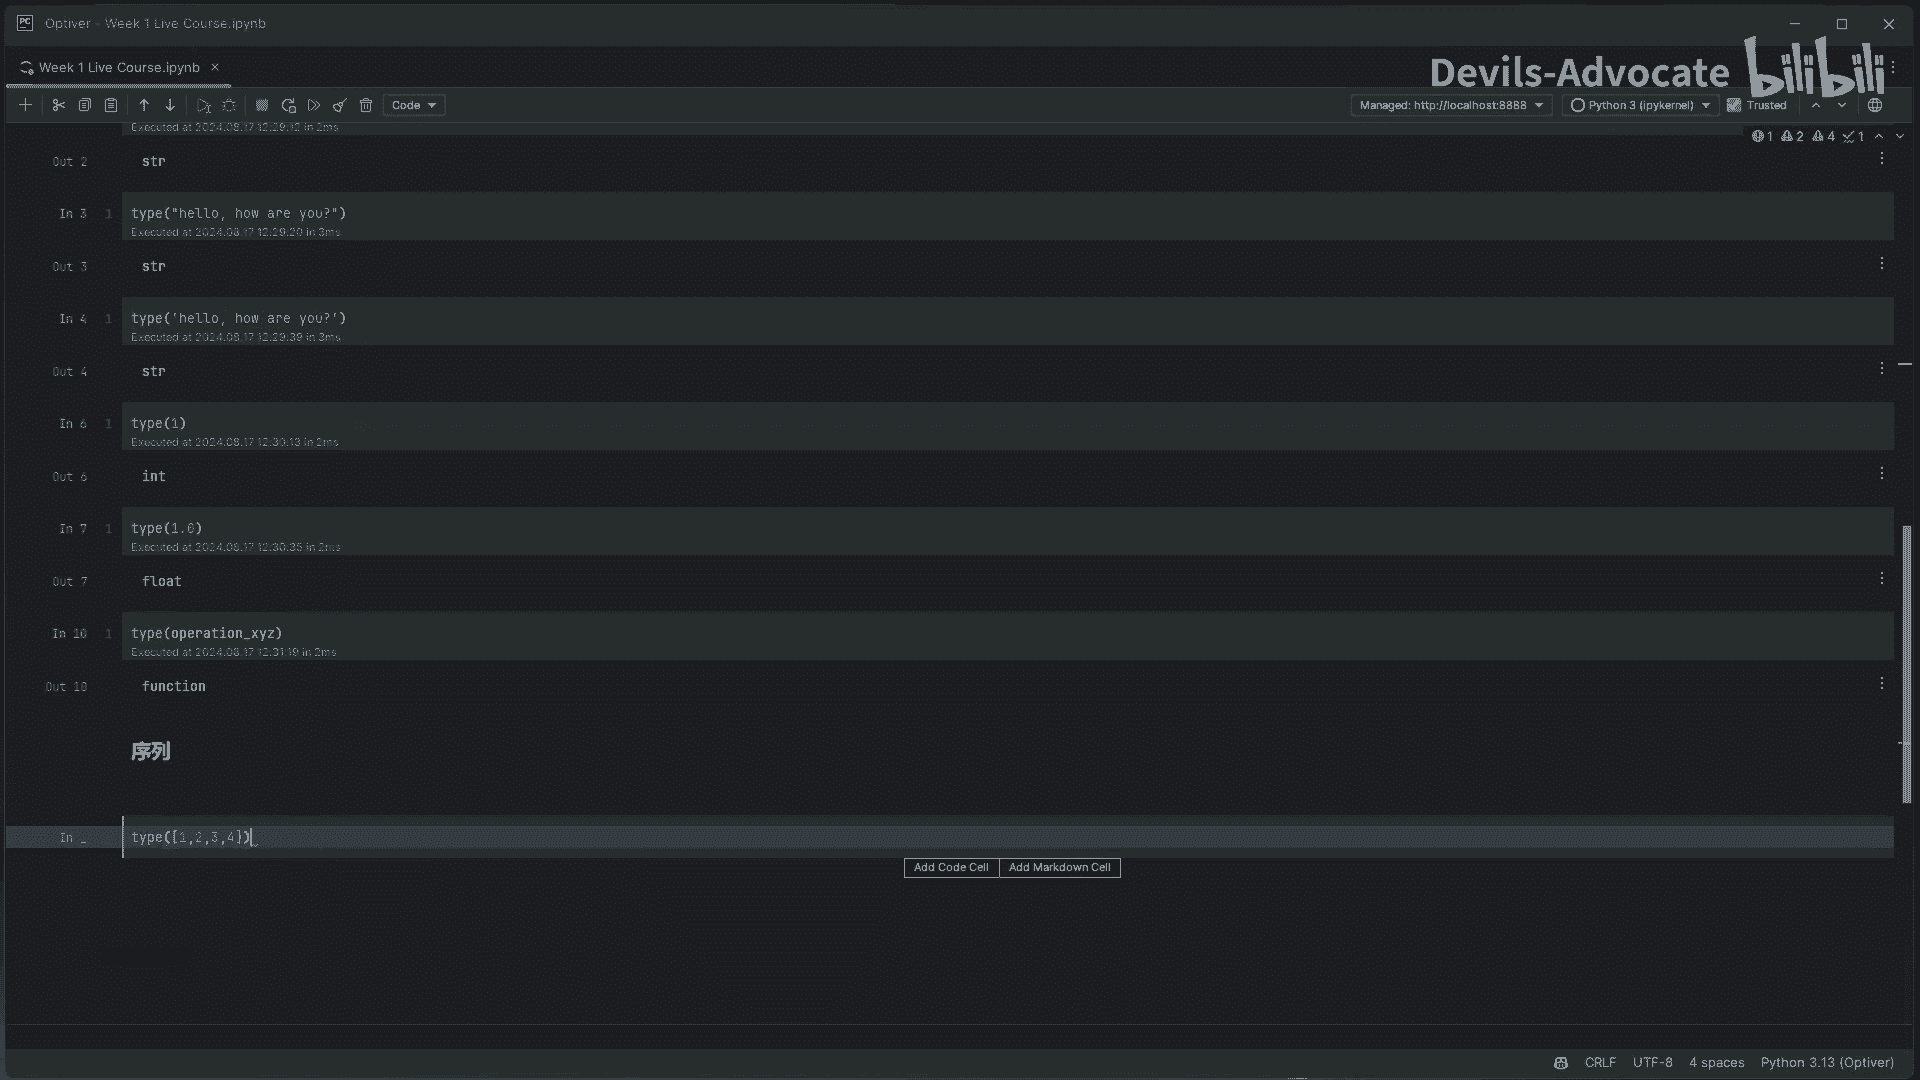 PC Optiver – Week 1 Live Course.ipynb
Week 1 Live Course.ipynb
Devils-Advocate bilibili
Code
Managed: http://localhost:8888
Python 3 (ipykernel)
Trusted
Executed at 2024.08.17 12:29:12 in 2ms
1 2 4 1
Out 2 str
In 3 1 type("hello, how are you?")
Executed at 2024.08.17 12:29:20 in 3ms
Out 3 str
In 4 1 type('hello, how are you?')
Executed at 2024.08.17 12:29:39 in 3ms
Out 4 str
In 6 1 type(1)
Executed at 2024.08.17 12:30:13 in 2ms
Out 6 int
In 7 1 type(1.6)
Executed at 2024.08.17 12:30:35 in 2ms
Out 7 float
In 10 1 type(operation_xyz)
Executed at 2024.08.17 12:31:19 in 2ms
Out 10 function
序列
In _ type([1,2,3,4])
Add Code Cell Add Markdown Cell
CRLF UTF-8 4 spaces Python 3.13 (Optiver)